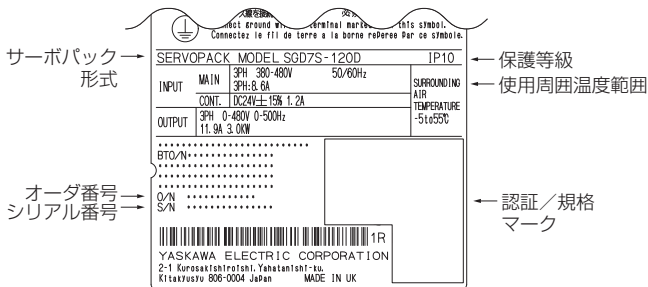 必ず接
Connect ground wire terminal marked with this symbol.
Connectez le fil de terre a la borne reperee Par ce symbole.
サーボパック
形式
SERVOPACK MODEL SGD7S-120D
IP10
保護等級
INPUT
MAIN
3PH 380-480V 50/60Hz
3PH:8.6A
CONT.
DC24V±15% 1.2A
SURROUNDING
AIR
TEMPERATURE
-5to55℃
使用周囲温度範囲
OUTPUT
3PH 0-480V 0-500Hz
11.9A 3.0KW
BTO/N
オーダ番号
O/N
シリアル番号
S/N
認証/規格
マーク
1R
YASKAWA ELECTRIC CORPORATION
2-1 Kurosakishiroishi, Yahatanishi-ku,
Kitakyusyu 806-0004 Japan MADE IN UK